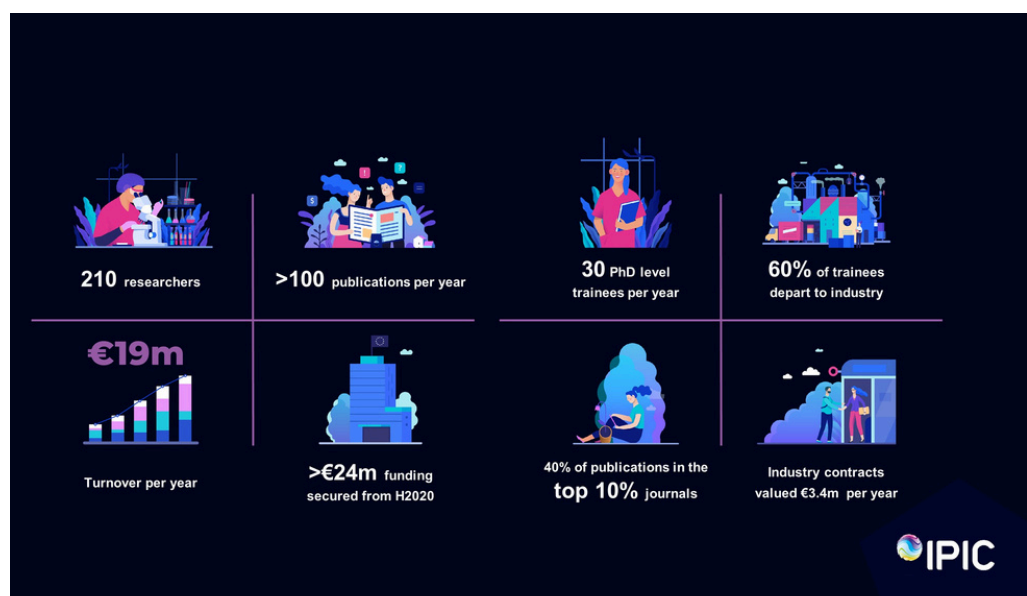 210 researchers
>100 publications per year
30 PhD level
trainees per year
60% of trainees
depart to industry
€19m
Turnover per year
>€24m funding
secured from H2020
40% of publications in the
top 10% journals
Industry contracts
valued €3.4m per year
IPIC